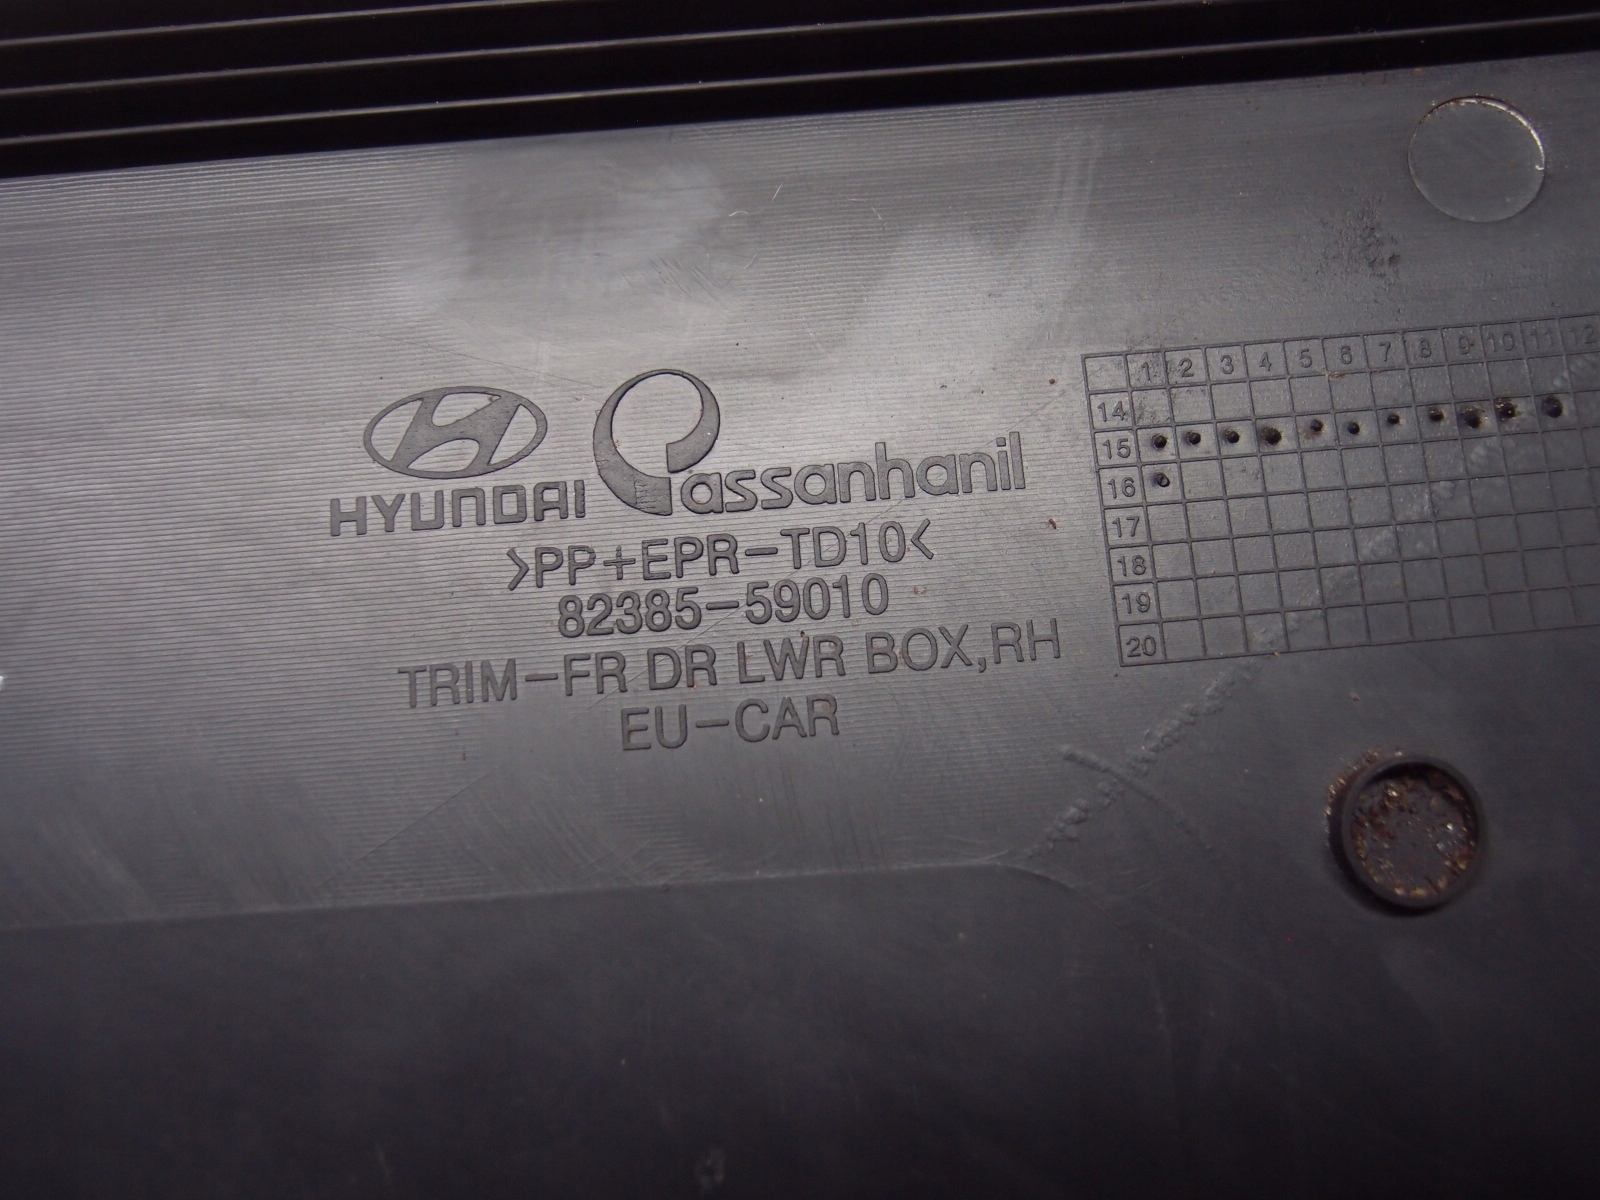 HYUNDAI Cassanhanil
>PP+EPR-TD10<
82385-59010
TRIM-FR DR LWR BOX,RH
EU-CAR
1 2 3 4 5 6 7 8 9 10 11 12
14
15
16
17
18
19
20